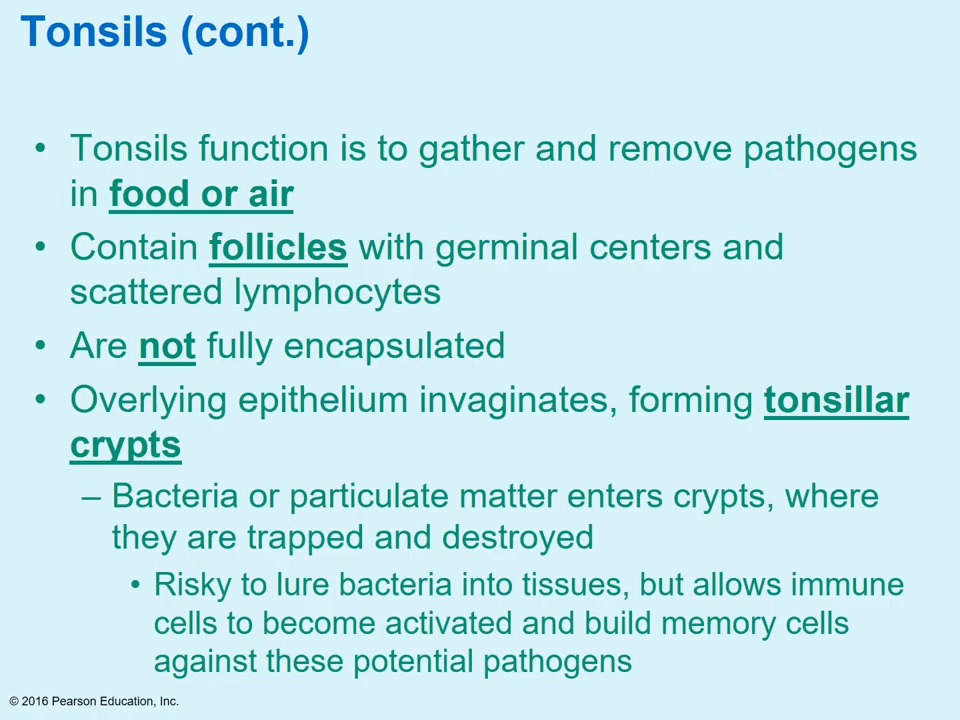 Tonsils (cont.)
• Tonsils function is to gather and remove pathogens
in food or air
• Contain follicles with germinal centers and
scattered lymphocytes
• Are not fully encapsulated
• Overlying epithelium invaginates, forming tonsillar
crypts
– Bacteria or particulate matter enters crypts, where
they are trapped and destroyed
• Risky to lure bacteria into tissues, but allows immune
cells to become activated and build memory cells
against these potential pathogens
© 2016 Pearson Education, Inc.